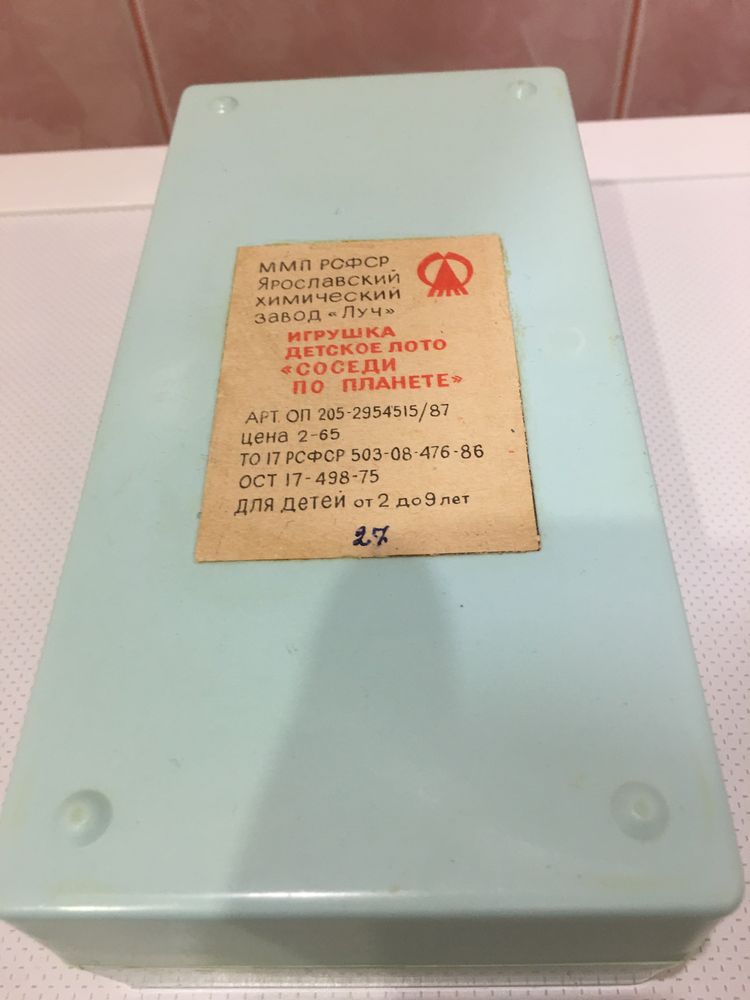 ММП РСФСР
Ярославский
химический
завод «Луч»
ИГРУШКА
ДЕТСКОЕ ЛОТО
«СОСЕДИ
ПО ПЛАНЕТЕ»
АРТ. ОП 205-2954515/87
цена 2-65
ТО 17 РСФСР 503-08-476-86
ОСТ 17-498-75
для детей от 2 до 9 лет
27